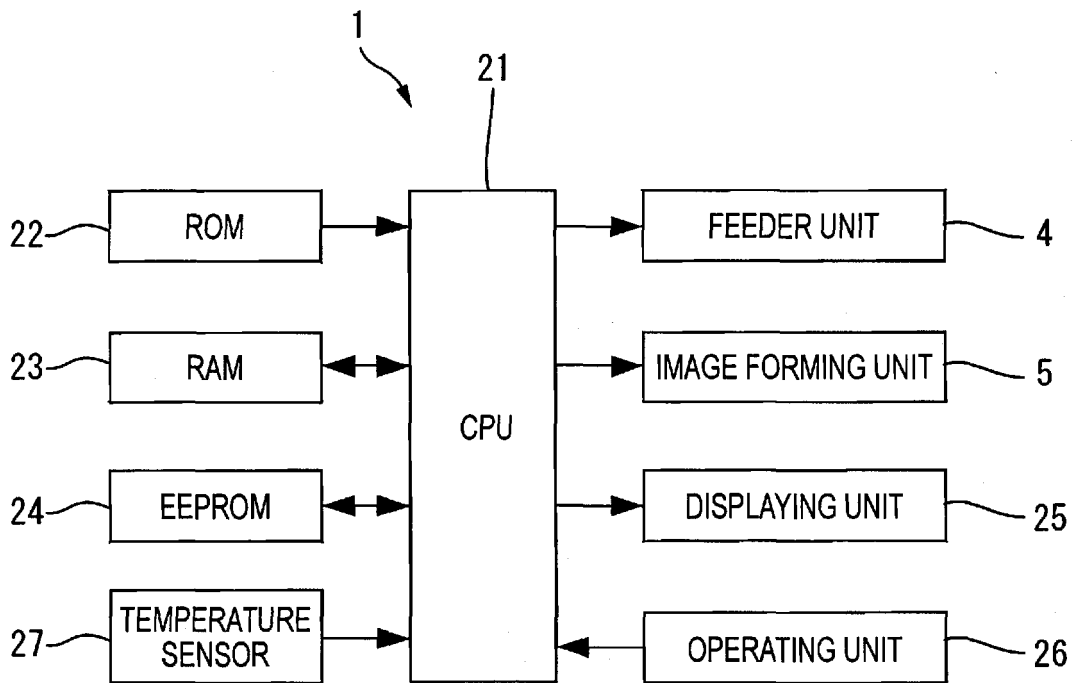 1
21
22
ROM
FEEDER UNIT
4
23
RAM
IMAGE FORMING UNIT
5
CPU
24
EEPROM
DISPLAYING UNIT
25
27
TEMPERATURE
SENSOR
OPERATING UNIT
26